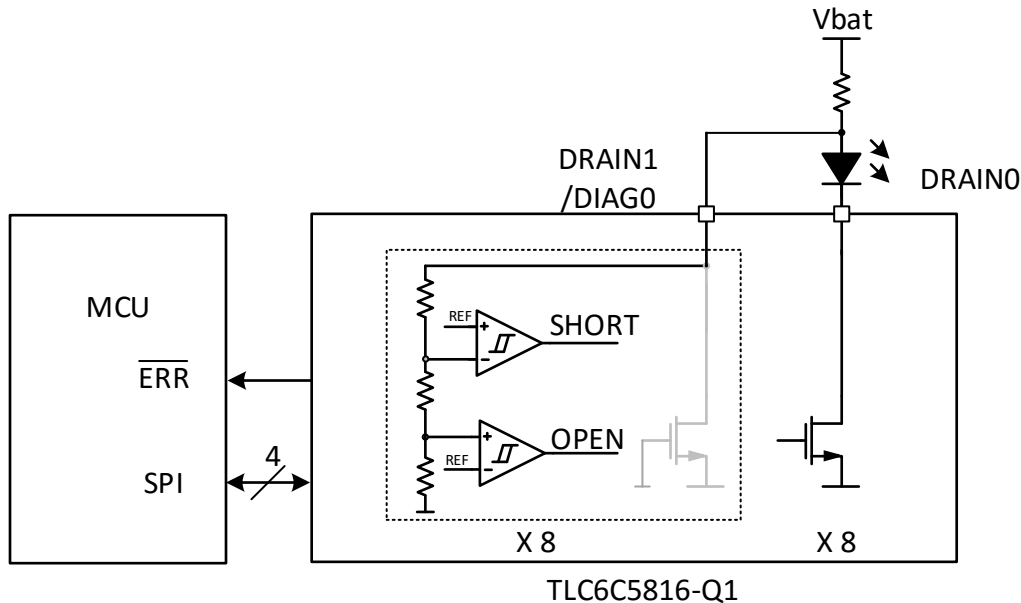 Vbat
DRAIN1
/DIAG0
DRAIN0
MCU
REF
+
-
SHORT
ERR
REF
+
-
OPEN
4
SPI
X 8
X 8
TLC6C5816-Q1